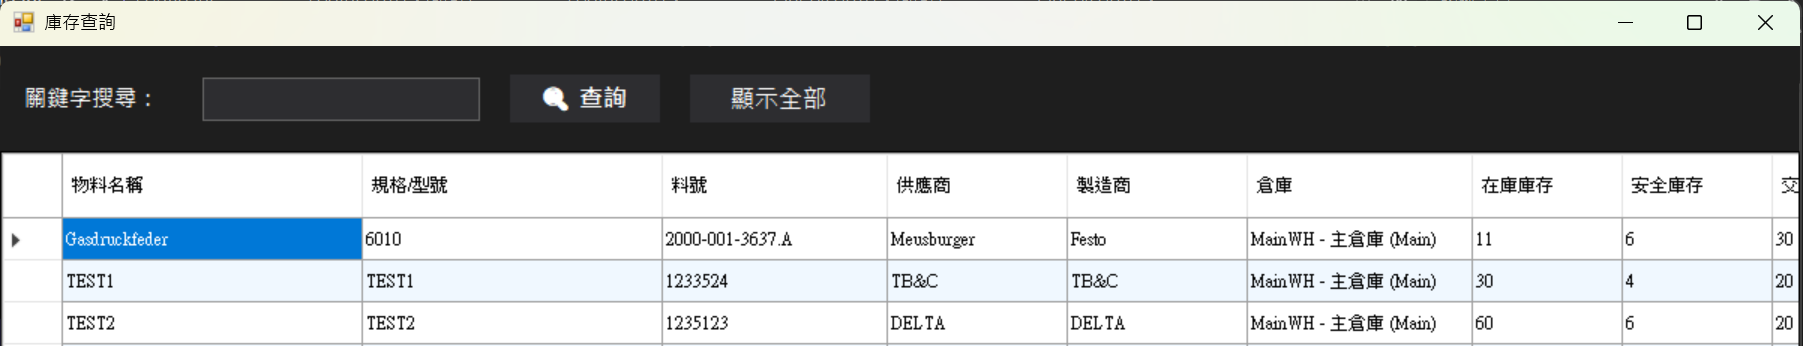 庫存查詢
關鍵字搜尋： 查詢 顯示全部
物料名稱 規格/型號 料號 供應商 製造商 倉庫 在庫庫存 安全庫存 交
Gasdruckfeder 6010 2000-001-3637.A Meusburger Festo MainWH - 主倉庫 (Main) 11 6 30
TEST1 TEST1 1233524 TB&C TB&C MainWH - 主倉庫 (Main) 30 4 20
TEST2 TEST2 1235123 DELTA DELTA MainWH - 主倉庫 (Main) 60 6 20